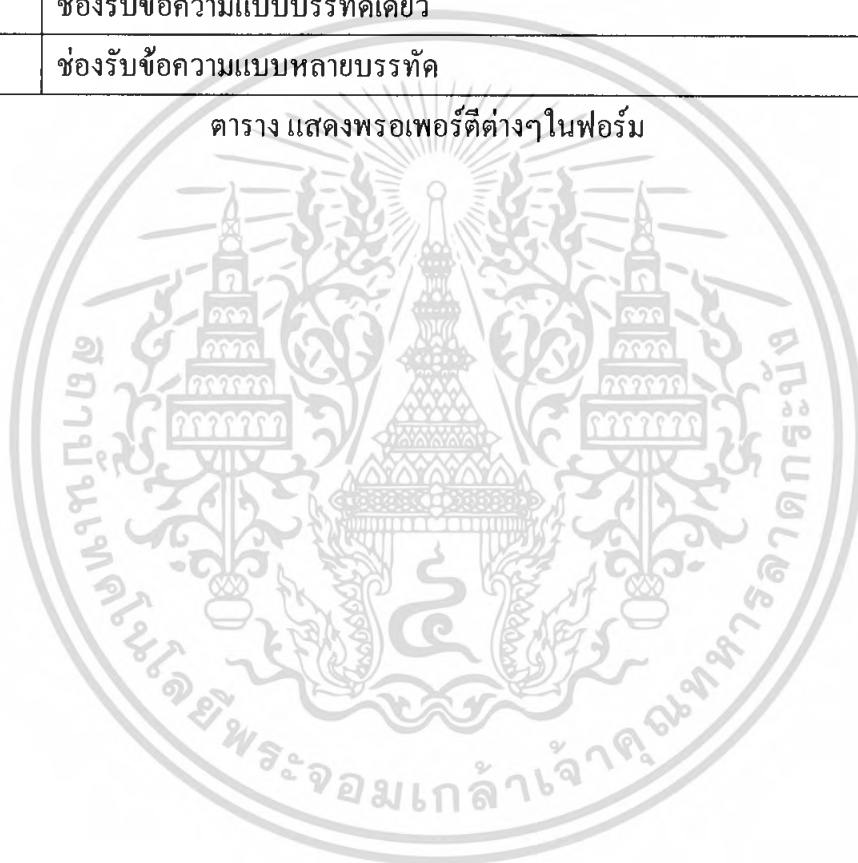 ช่องรับข้อความแบบบรรทัดเดียว
ช่องรับข้อความแบบหลายบรรทัด
ตาราง แสดงพรอเพอร์ตีต่างๆในฟอร์ม
สถาบันเทคโนโลยีพระจอมเกล้าเจ้าคุณทหารลาดกระบัง